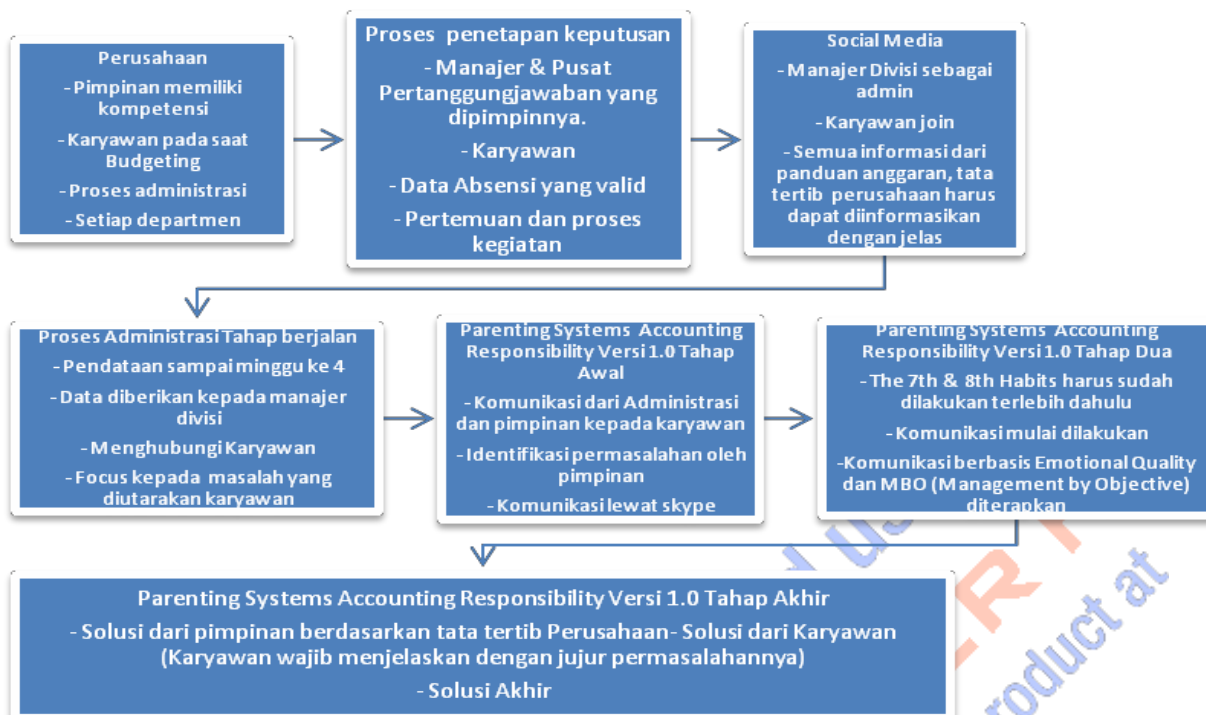 Perusahaan
- Pimpinan memiliki
kompetensi
- Karyawan pada saat
Budgeting
- Proses administrasi
- Setiap departmen
Proses penetapan keputusan
- Manajer & Pusat
Pertanggungjawaban yang
dipimpinnya.
- Karyawan
- Data Absensi yang valid
- Pertemuan dan proses
kegiatan
Social Media
- Manajer Divisi sebagai
admin
- Karyawan join
- Semua informasi dari
panduan anggaran, tata
tertib perusahaan harus
dapat diinformasikan
dengan jelas
Proses Administrasi Tahap berjalan
- Pendataan sampai minggu ke 4
- Data diberikan kepada manajer
divisi
- Menghubungi Karyawan
- Focus kepada masalah yang
diutarakan karyawan
Parenting Systems Accounting
Responsibility Versi 1.0 Tahap
Awal
- Komunikasi dari Administrasi
dan pimpinan kepada karyawan
- Identifikasi permasalahan oleh
pimpinan
- Komunikasi lewat skype
Parenting Systems Accounting
Responsibility Versi 1.0 Tahap Dua
- The 7th & 8th Habits harus sudah
dilakukan terlebih dahulu
- Komunikasi mulai dilakukan
-Komunikasi berbasis Emotional Quality
dan MBO (Management by Objective)
diterapkan
Parenting Systems Accounting Responsibility Versi 1.0 Tahap Akhir
- Solusi dari pimpinan berdasarkan tata tertib Perusahaan- Solusi dari Karyawan
(Karyawan wajib menjelaskan dengan jujur permasalahannya)
- Solusi Akhir
product at